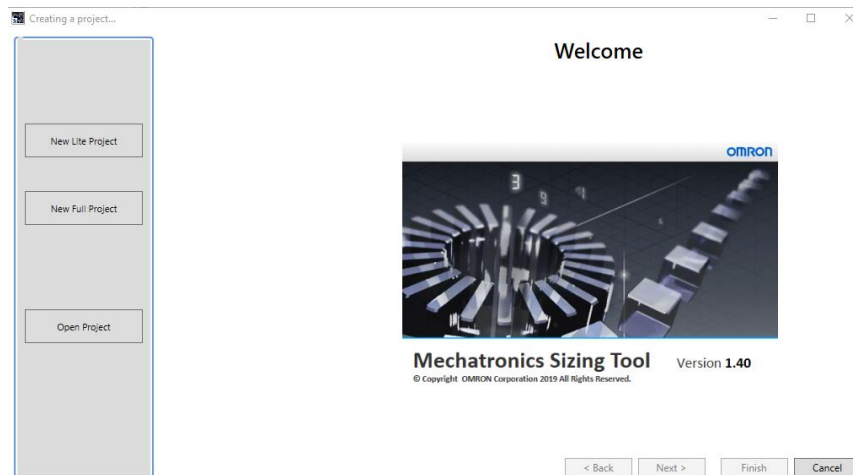 Creating a project...
Welcome
New Lite Project
New Full Project
Open Project
OMRON
Mechatronics Sizing Tool Version 1.40
© Copyright OMRON Corporation 2019 All Rights Reserved.
< Back Next > Finish Cancel